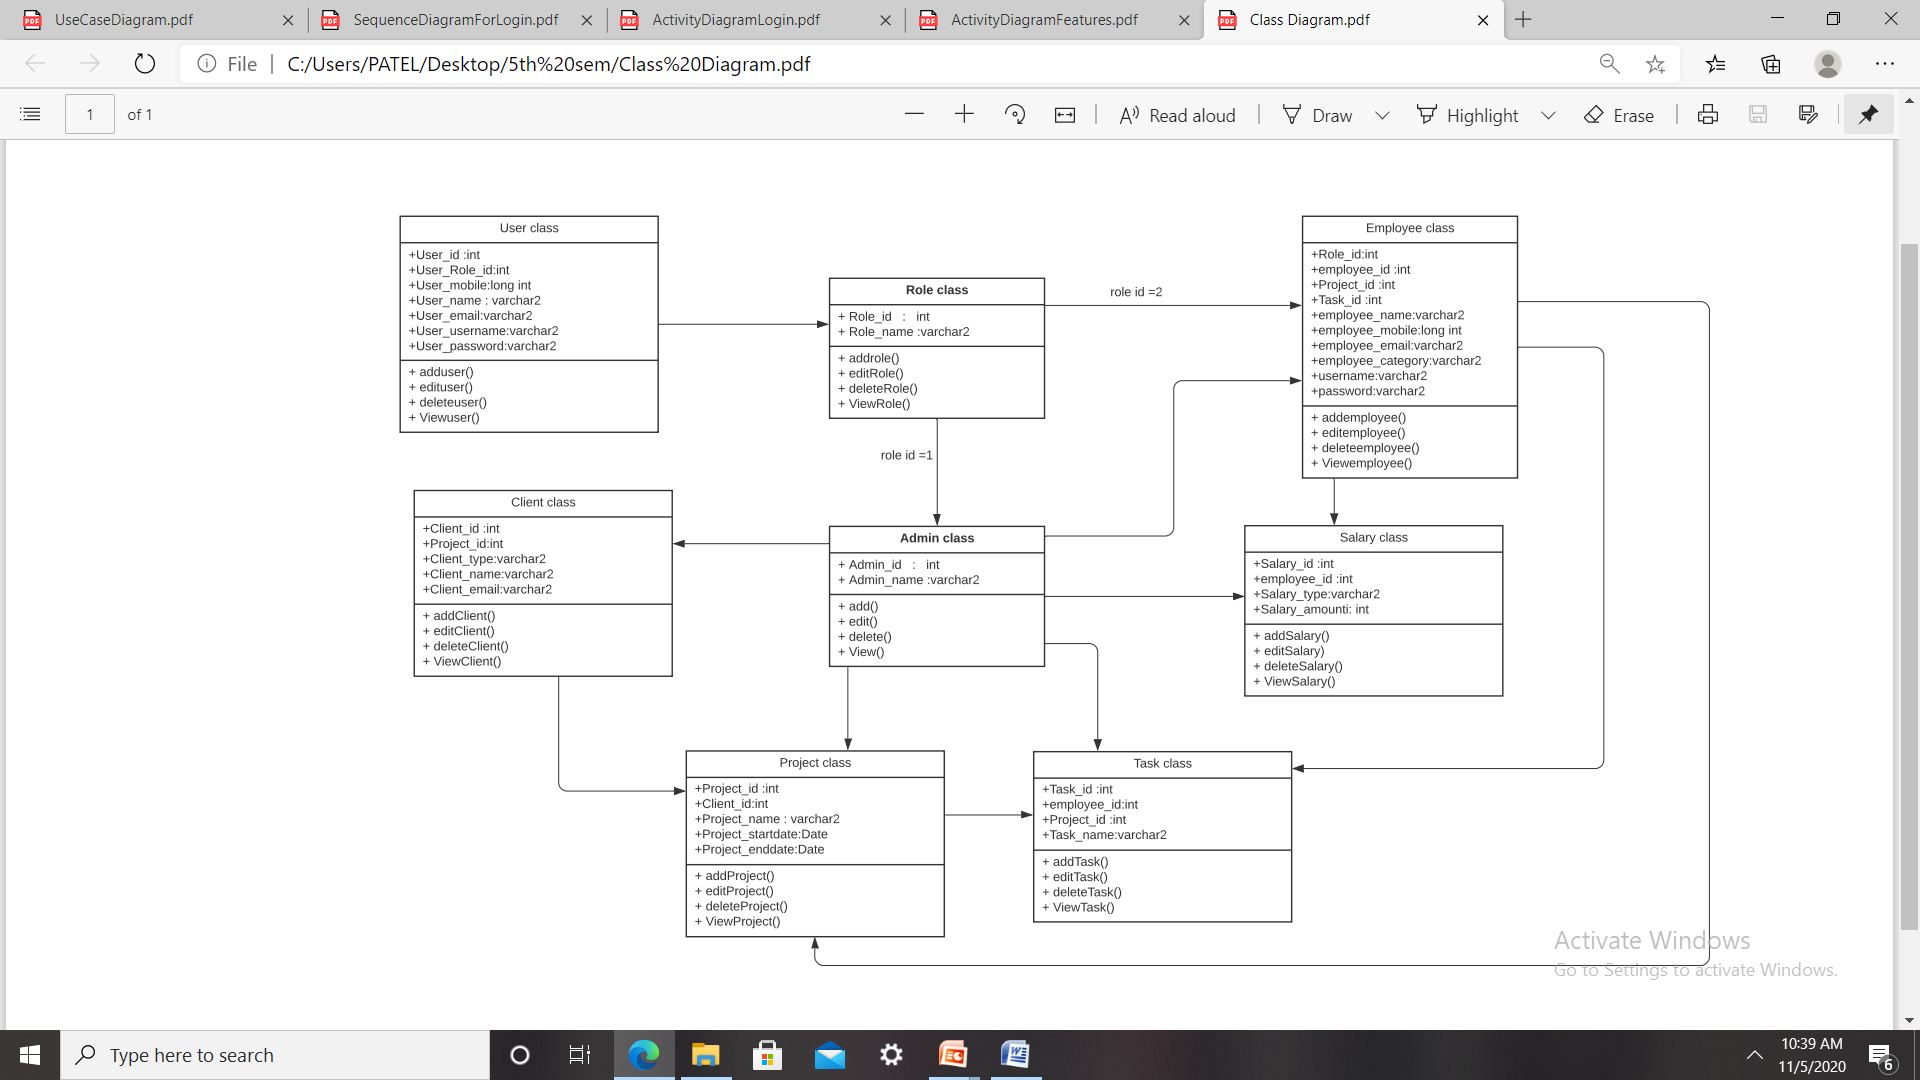 UseCaseDiagram.pdf
SequenceDiagramForLogin.pdf
ActivityDiagramLogin.pdf
ActivityDiagramFeatures.pdf
Class Diagram.pdf
File
C:/Users/PATEL/Desktop/5th%20sem/Class%20Diagram.pdf
1
of 1
Read aloud
Draw
Highlight
Erase
User class
+User_id :int
+User_Role_id:int
+User_mobile:long int
+User_name : varchar2
+User_email:varchar2
+User_username:varchar2
+User_password:varchar2
+ adduser()
+ edituser()
+ deleteuser()
+ Viewuser()
Role class
+ Role_id : int
+ Role_name :varchar2
+ addrole()
+ editRole()
+ deleteRole()
+ ViewRole()
role id =2
role id =1
Employee class
+Role_id:int
+employee_id :int
+Project_id :int
+Task_id :int
+employee_name:varchar2
+employee_mobile:long int
+employee_email:varchar2
+employee_category:varchar2
+username:varchar2
+password:varchar2
+ addemployee()
+ editemployee()
+ deleteemployee()
+ Viewemployee()
Client class
+Client_id :int
+Project_id:int
+Client_type:varchar2
+Client_name:varchar2
+Client_email:varchar2
+ addClient()
+ editClient()
+ deleteClient()
+ ViewClient()
Admin class
+ Admin_id : int
+ Admin_name :varchar2
+ add()
+ edit()
+ delete()
+ View()
Salary class
+Salary_id :int
+employee_id :int
+Salary_type:varchar2
+Salary_amounti: int
+ addSalary()
+ editSalary)
+ deleteSalary()
+ ViewSalary()
Project class
+Project_id :int
+Client_id:int
+Project_name : varchar2
+Project_startdate:Date
+Project_enddate:Date
+ addProject()
+ editProject()
+ deleteProject()
+ ViewProject()
Task class
+Task_id :int
+employee_id:int
+Project_id :int
+Task_name:varchar2
+ addTask()
+ editTask()
+ deleteTask()
+ ViewTask()
Activate Windows
Go to Settings to activate Windows.
Type here to search
10:39 AM
11/5/2020
6